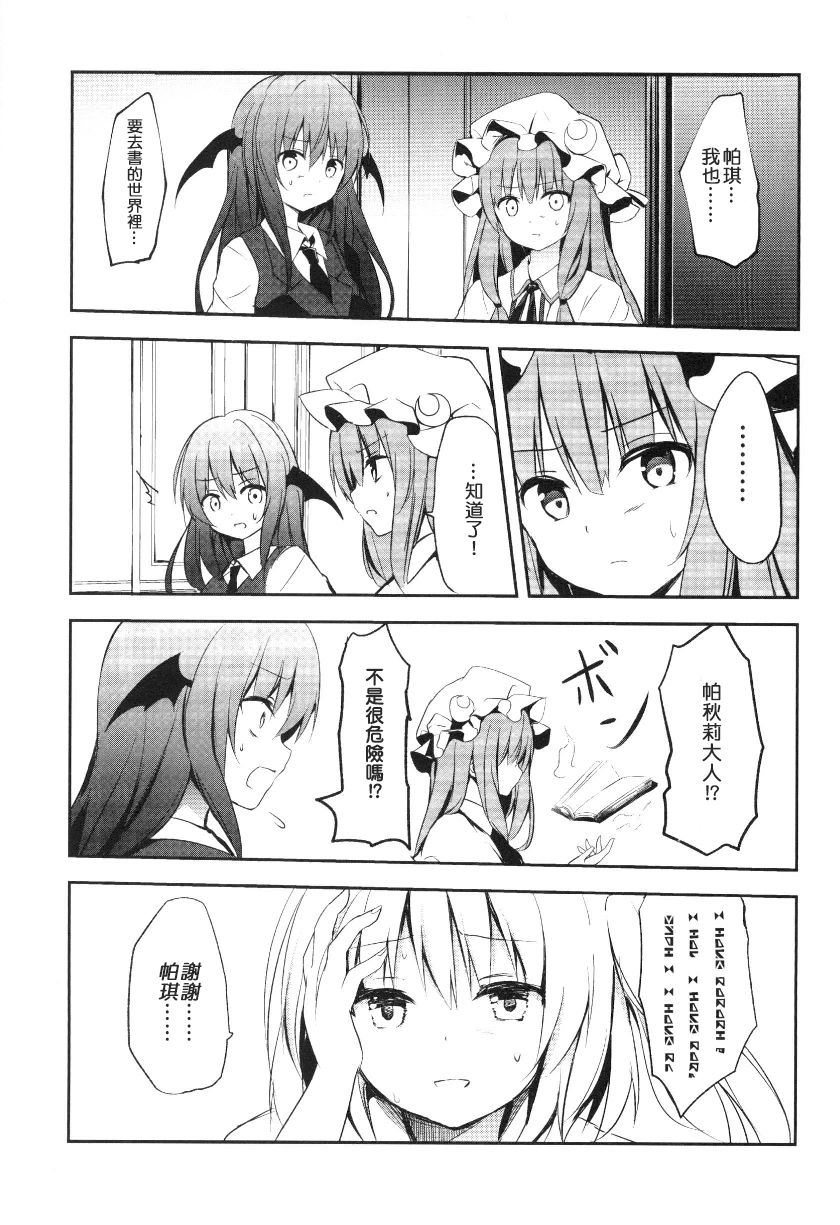 帕琪…
我也……
要去書的世界裡…
………
…知道了！
帕秋莉大人!?
ボン
不是很危險嗎!?
謝謝……
帕琪………